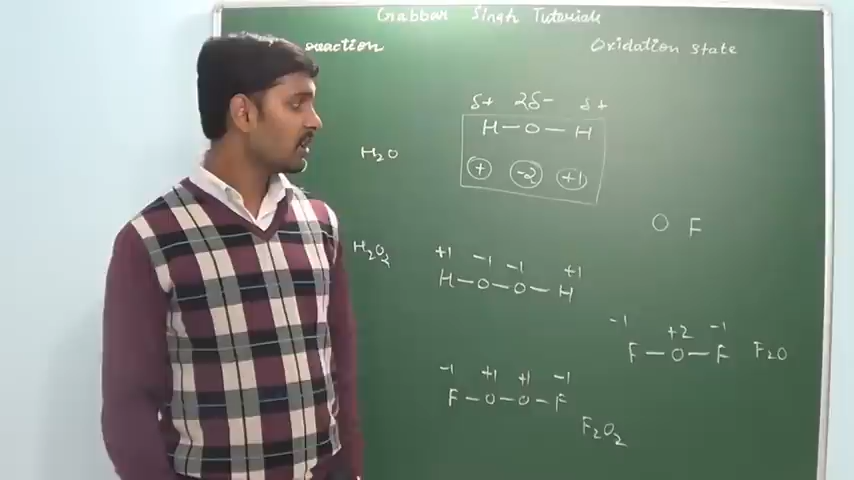 Gabbar Singh Tutorials
Oxidation state
δ+ 2δ- δ+
H-O-H
H2O
+ -2 +1
O F
H2O2
+1 -1 -1 +1
H-O-O-H
-1 +2 -1
F-O-F F2O
-1 +1 +1 -1
F-O-O-F
F2O2